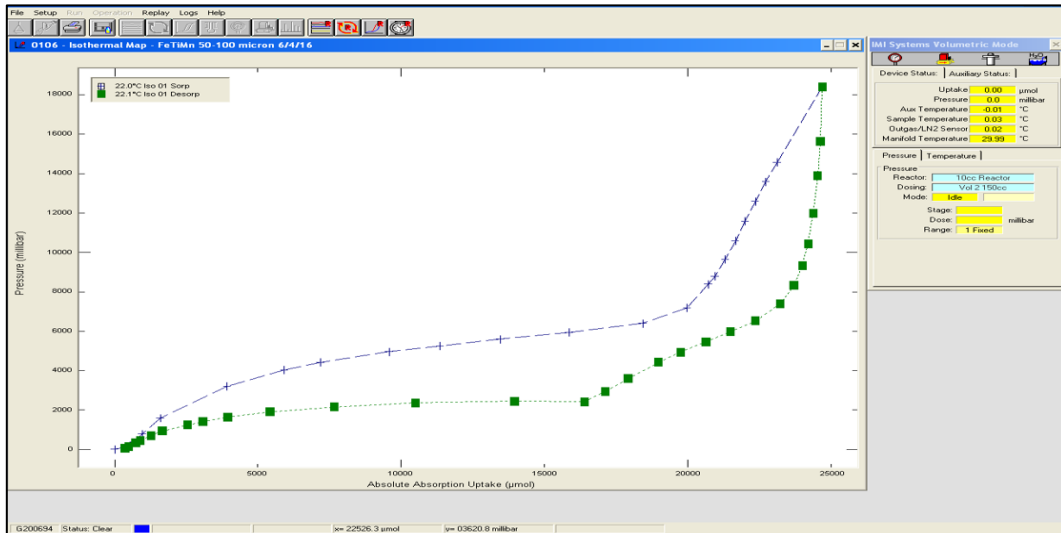 File Setup Run Operation Replay Logs Help
0106 - Isothermal Map - FeTiMn 50-100 micron 6/4/16
22.0°C Iso 01 Sorp
22.1°C Iso 01 Desorp
18000
16000
14000
12000
10000
8000
6000
4000
2000
0
Pressure (millibar)
0 5000 10000 15000 20000 25000
Absolute Absorption Uptake (µmol)
IMI Systems Volumetric Mode
H2O
Device Status: Auxiliary Status:
Uptake 0.00 µmol
Pressure 0.0 millibar
Aux Temperature -0.01 °C
Sample Temperature 0.03 °C
Outgas/LN2 Sensor 0.02 °C
Manifold Temperature 29.99 °C
Pressure Temperature
Pressure
Reactor: 10cc Reactor
Dosing: Vol 2 150cc
Mode: Idle
Stage:
Dose: millibar
Range: 1 Fixed
G200694 Status: Clear x= 22526.3 µmol y= 03620.8 millibar